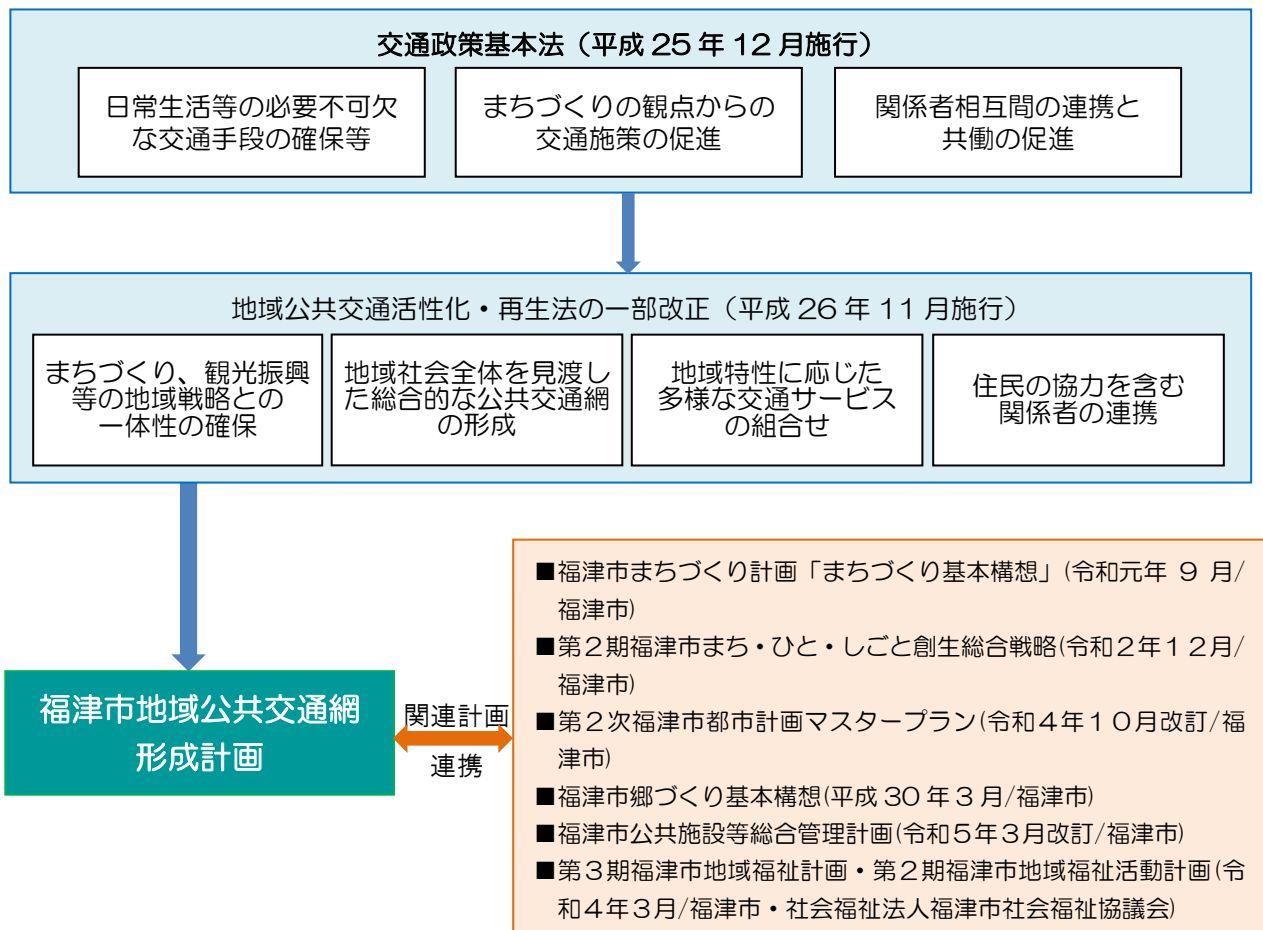 交通政策基本法（平成 25 年 12 月施行）
日常生活等の必要不可欠
な交通手段の確保等
まちづくりの観点からの
交通施策の促進
関係者相互間の連携と
共働の促進
地域公共交通活性化・再生法の一部改正（平成 26 年 11 月施行）
まちづくり、観光振興
等の地域戦略との
一体性の確保
地域社会全体を見渡し
た総合的な公共交通網
の形成
地域特性に応じた
多様な交通サービス
の組合せ
住民の協力を含む
関係者の連携
福津市地域公共交通網
形成計画
関連計画
連携
■福津市まちづくり計画「まちづくり基本構想」(令和元年 ９ 月/
福津市)
■第２期福津市まち・ひと・しごと創生総合戦略(令和２年１２月/
福津市)
■第２次福津市都市計画マスタープラン(令和４年１０月改訂/福
津市)
■福津市郷づくり基本構想(平成 30 年３月/福津市)
■福津市公共施設等総合管理計画(令和５年３月改訂/福津市)
■第３期福津市地域福祉計画・第２期福津市地域福祉活動計画(令
和４年３月/福津市・社会福祉法人福津市社会福祉協議会)